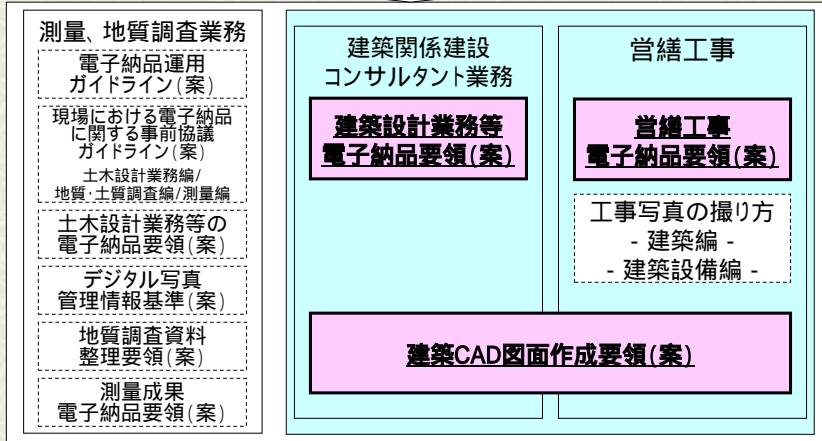 測量、地質調査業務
電子納品運用
ガイドライン(案)
現場における電子納品
に関する事前協議
ガイドライン(案)
土木設計業務編/
地質・土質調査編/測量編
土木設計業務等の
電子納品要領(案)
デジタル写真
管理情報基準(案)
地質調査資料
整理要領(案)
測量成果
電子納品要領(案)
建築関係建設
コンサルタント業務
建築設計業務等
電子納品要領(案)
営繕工事
営繕工事
電子納品要領(案)
工事写真の撮り方
- 建築編 -
- 建築設備編 -
建築CAD図面作成要領(案)